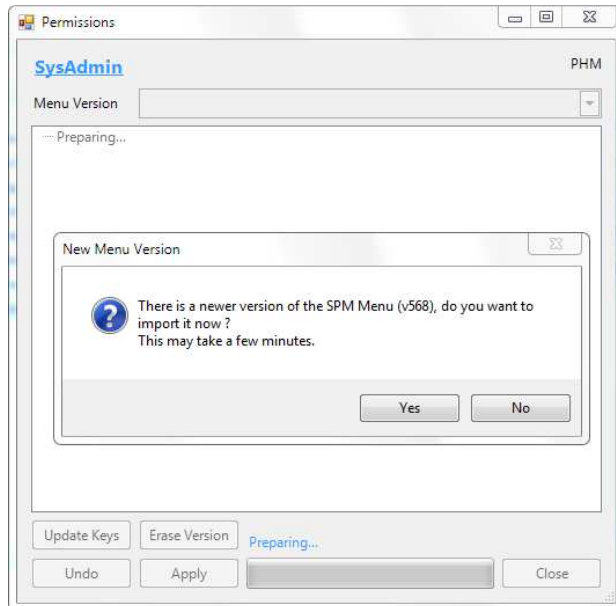 Permissions
SysAdmin
PHM
Menu Version
Preparing...
New Menu Version
There is a newer version of the SPM Menu (v568), do you want to
import it now ?
This may take a few minutes.
Yes
No
Update Keys
Erase Version
Preparing...
Undo
Apply
Close